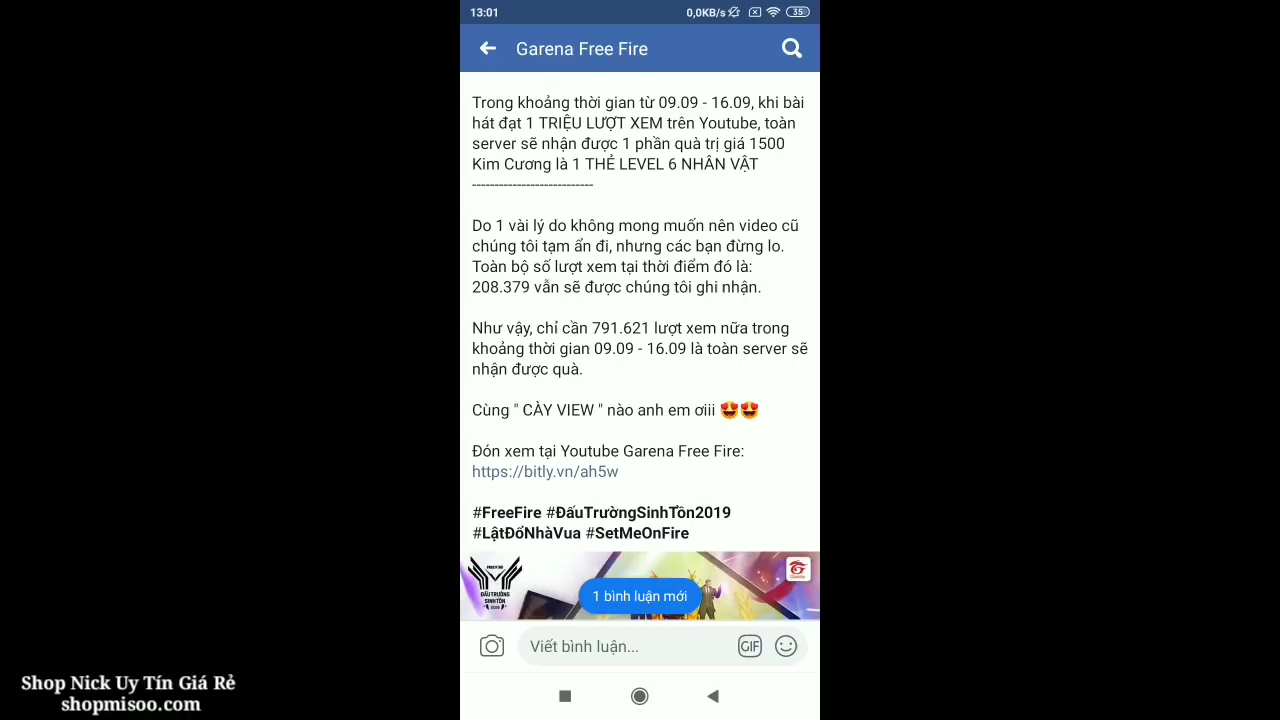 13:01
0,0KB/s
35
Garena Free Fire
Trong khoảng thời gian từ 09.09 - 16.09, khi bài
hát đạt 1 TRIỆU LƯỢT XEM trên Youtube, toàn
server sẽ nhận được 1 phần quà trị giá 1500
Kim Cương là 1 THẺ LEVEL 6 NHÂN VẬT
---------------------------
Do 1 vài lý do không mong muốn nên video cũ
chúng tôi tạm ẩn đi, nhưng các bạn đừng lo.
Toàn bộ số lượt xem tại thời điểm đó là:
208.379 vẫn sẽ được chúng tôi ghi nhận.
Như vậy, chỉ cần 791.621 lượt xem nữa trong
khoảng thời gian 09.09 - 16.09 là toàn server sẽ
nhận được quà.
Cùng " CÀY VIEW " nào anh em ơiii 😍😍
Đón xem tại Youtube Garena Free Fire:
https://bitly.vn/ah5w
#FreeFire #ĐấuTrườngSinhTồn2019
#LậtĐổNhàVua #SetMeOnFire
FREE FIRE
ĐẤU TRƯỜNG
SINH TỒN
Garena
1 bình luận mới
Viết bình luận...
GIF
Shop Nick Uy Tín Giá Rẻ
shopmisoo.com